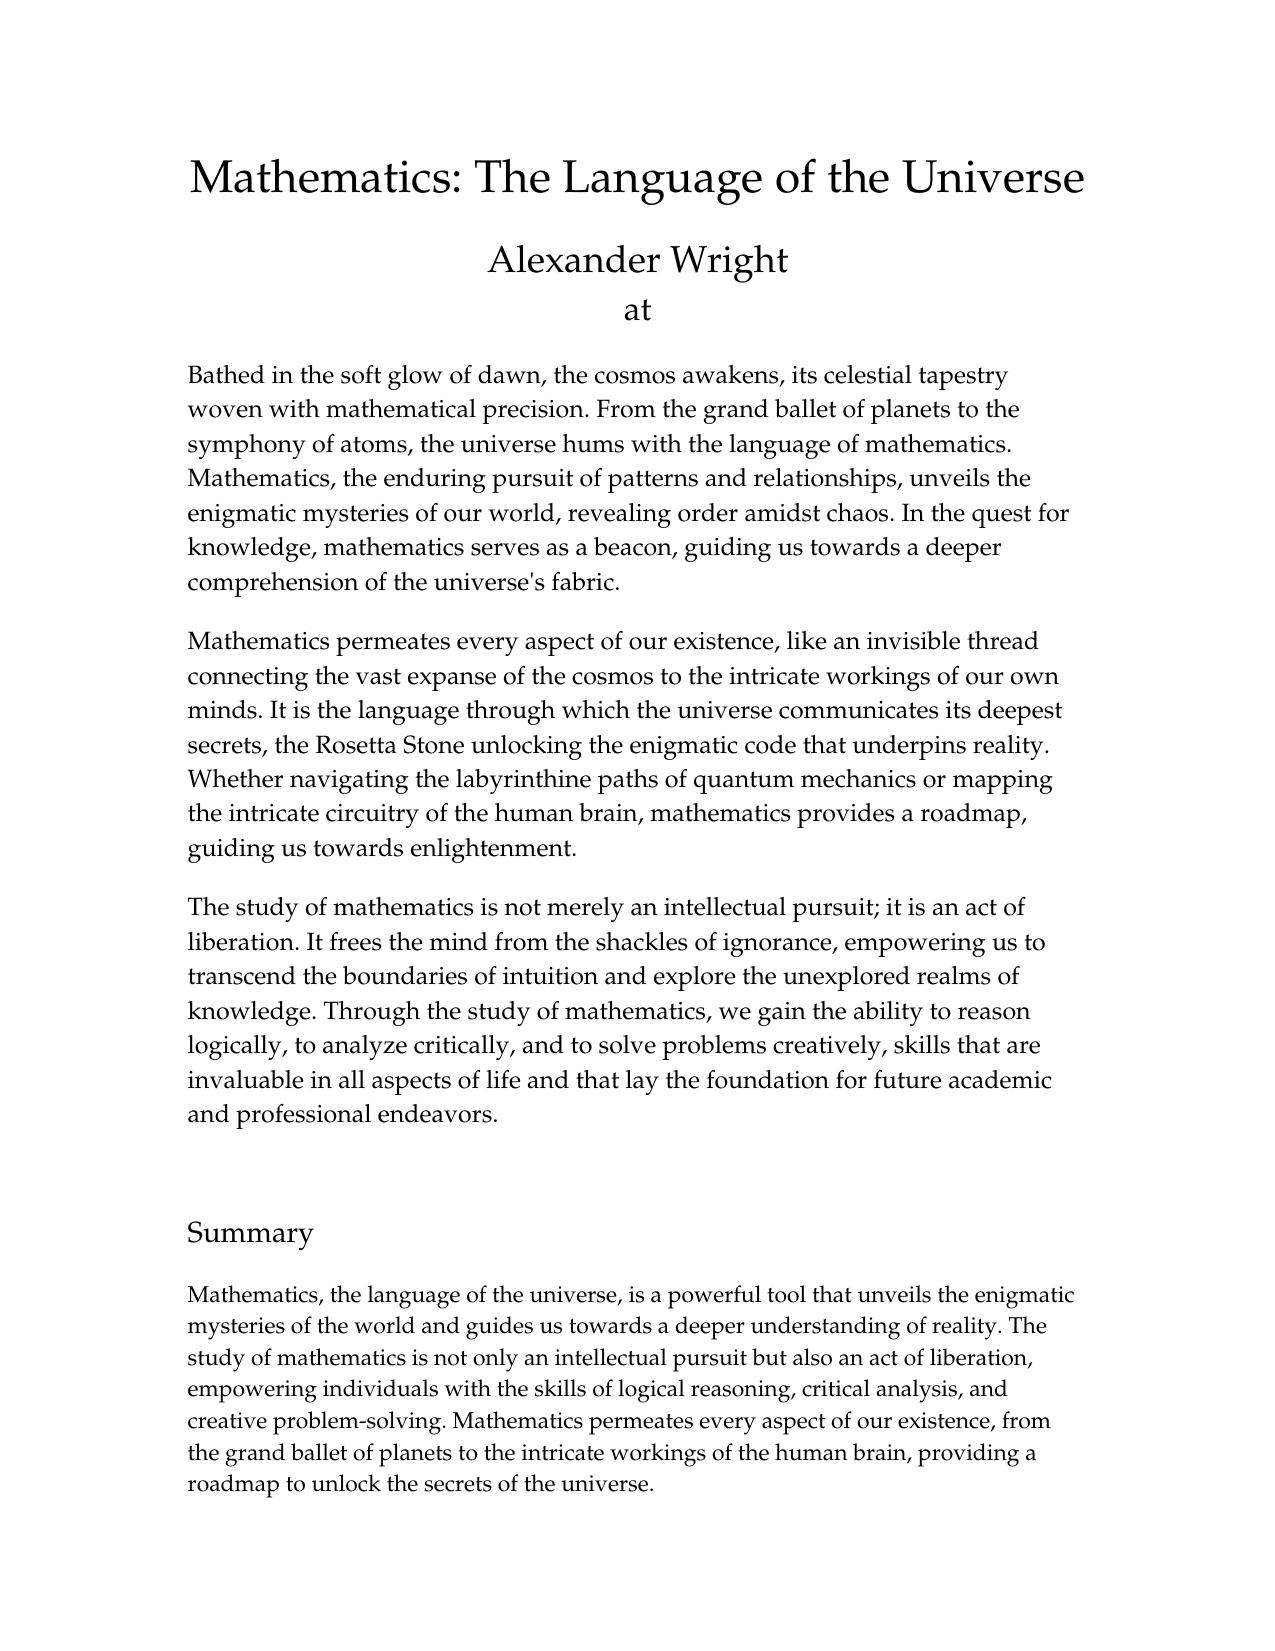 Mathematics: The Language of the Universe
Alexander Wright
at
Bathed in the soft glow of dawn, the cosmos awakens, its celestial tapestry
woven with mathematical precision. From the grand ballet of planets to the
symphony of atoms, the universe hums with the language of mathematics.
Mathematics, the enduring pursuit of patterns and relationships, unveils the
enigmatic mysteries of our world, revealing order amidst chaos. In the quest for
knowledge, mathematics serves as a beacon, guiding us towards a deeper
comprehension of the universe's fabric.
Mathematics permeates every aspect of our existence, like an invisible thread
connecting the vast expanse of the cosmos to the intricate workings of our own
minds. It is the language through which the universe communicates its deepest
secrets, the Rosetta Stone unlocking the enigmatic code that underpins reality.
Whether navigating the labyrinthine paths of quantum mechanics or mapping
the intricate circuitry of the human brain, mathematics provides a roadmap,
guiding us towards enlightenment.
The study of mathematics is not merely an intellectual pursuit; it is an act of
liberation. It frees the mind from the shackles of ignorance, empowering us to
transcend the boundaries of intuition and explore the unexplored realms of
knowledge. Through the study of mathematics, we gain the ability to reason
logically, to analyze critically, and to solve problems creatively, skills that are
invaluable in all aspects of life and that lay the foundation for future academic
and professional endeavors.
Summary
Mathematics, the language of the universe, is a powerful tool that unveils the enigmatic
mysteries of the world and guides us towards a deeper understanding of reality. The
study of mathematics is not only an intellectual pursuit but also an act of liberation,
empowering individuals with the skills of logical reasoning, critical analysis, and
creative problem-solving. Mathematics permeates every aspect of our existence, from
the grand ballet of planets to the intricate workings of the human brain, providing a
roadmap to unlock the secrets of the universe.